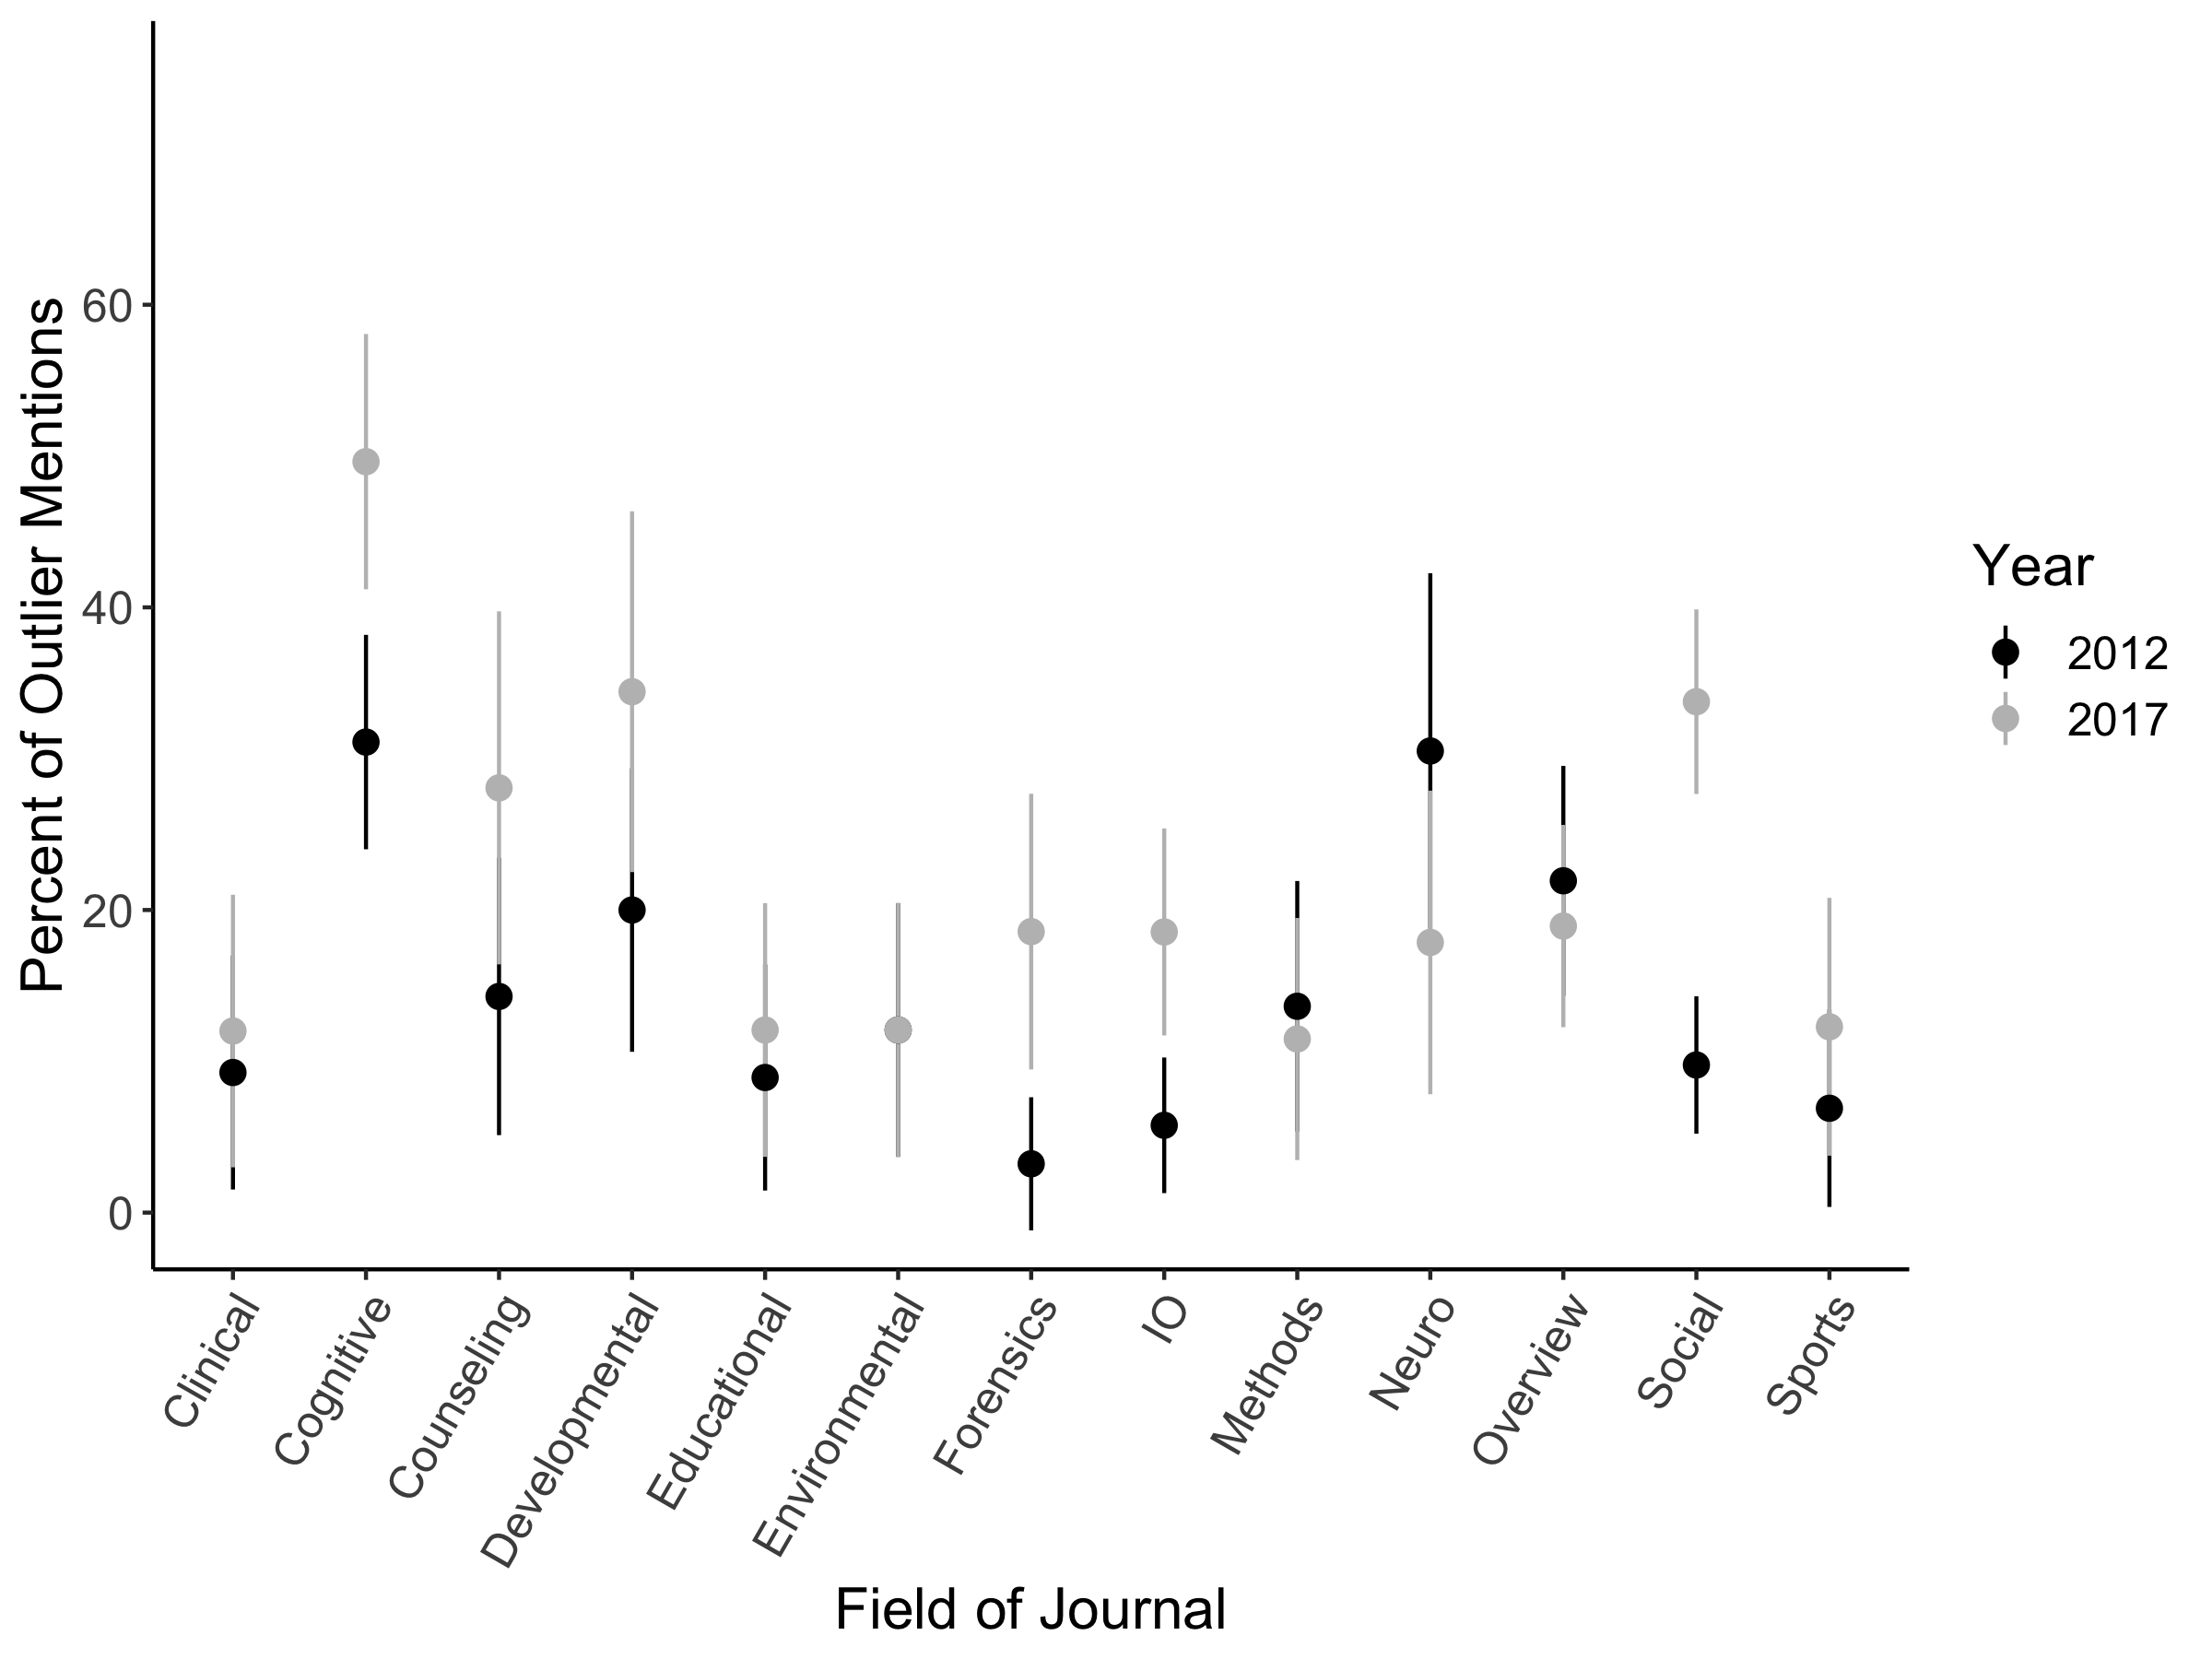 Percent of Outlier Mentions
60
40
20
0
Clinical
Cognitive
Counseling
Developmental
Educational
Environmental
Forensics
IO
Methods
Neuro
Overview
Social
Sports
Field of Journal
Year
2012
2017